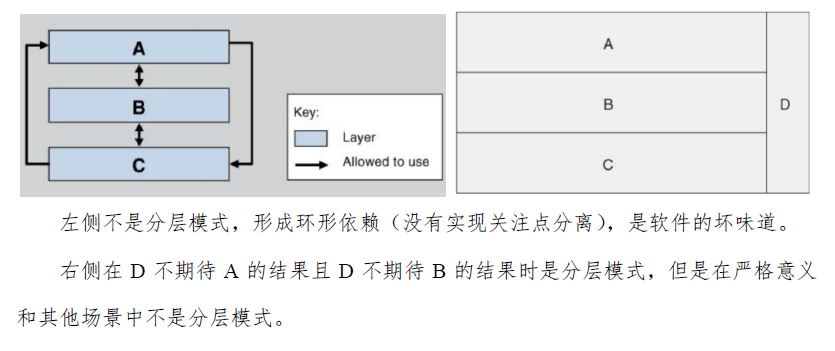 A
B
C
Key:
Layer
Allowed to use
A
B
C
D
左侧不是分层模式，形成环形依赖（没有实现关注点分离），是软件的坏味道。
右侧在 D 不期待 A 的结果且 D 不期待 B 的结果时是分层模式，但是在严格意义
和其他场景中不是分层模式。